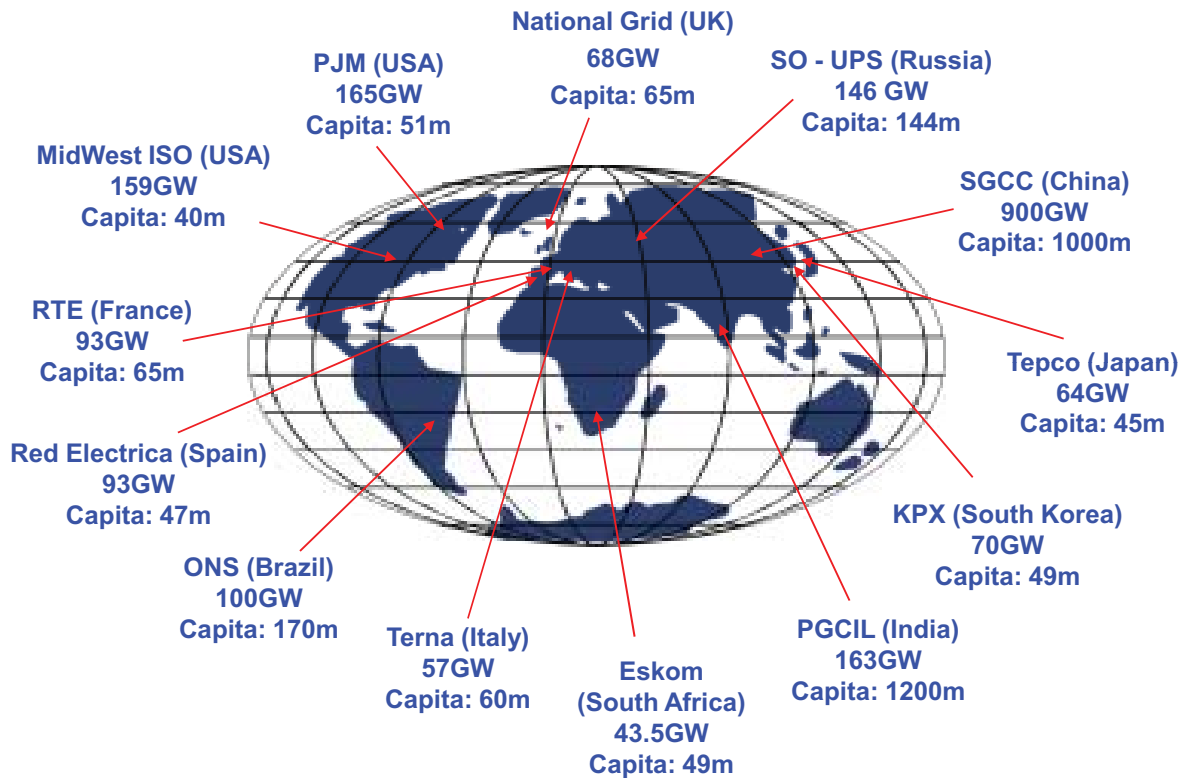 National Grid (UK)
68GW
Capita: 65m
PJM (USA)
165GW
Capita: 51m
SO - UPS (Russia)
146 GW
Capita: 144m
MidWest ISO (USA)
159GW
Capita: 40m
SGCC (China)
900GW
Capita: 1000m
RTE (France)
93GW
Capita: 65m
Tepco (Japan)
64GW
Capita: 45m
Red Electrica (Spain)
93GW
Capita: 47m
KPX (South Korea)
70GW
Capita: 49m
ONS (Brazil)
100GW
Capita: 170m
Terna (Italy)
57GW
Capita: 60m
Eskom
(South Africa)
43.5GW
Capita: 49m
PGCIL (India)
163GW
Capita: 1200m